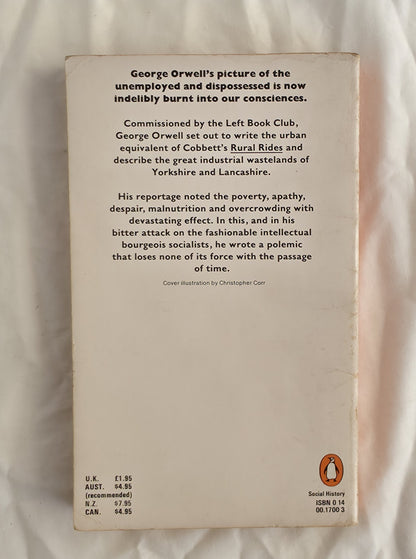 George Orwell's picture of the
unemployed and dispossessed is now
indelibly burnt into our consciences.
Commissioned by the Left Book Club,
George Orwell set out to write the urban
equivalent of Cobbett's Rural Rides and
describe the great industrial wastelands of
Yorkshire and Lancashire.
His reportage noted the poverty, apathy,
despair, malnutrition and overcrowding with
devastating effect. In this, and in his
bitter attack on the fashionable intellectual
bourgeois socialists, he wrote a polemic
that loses none of its force with the passage
of time.
Cover illustration by Christopher Corr
U.K. £1.95
AUST. $4.95
(recommended)
N.Z. $7.95
CAN. $4.95
Social History
ISBN 0 14
00.1700 3